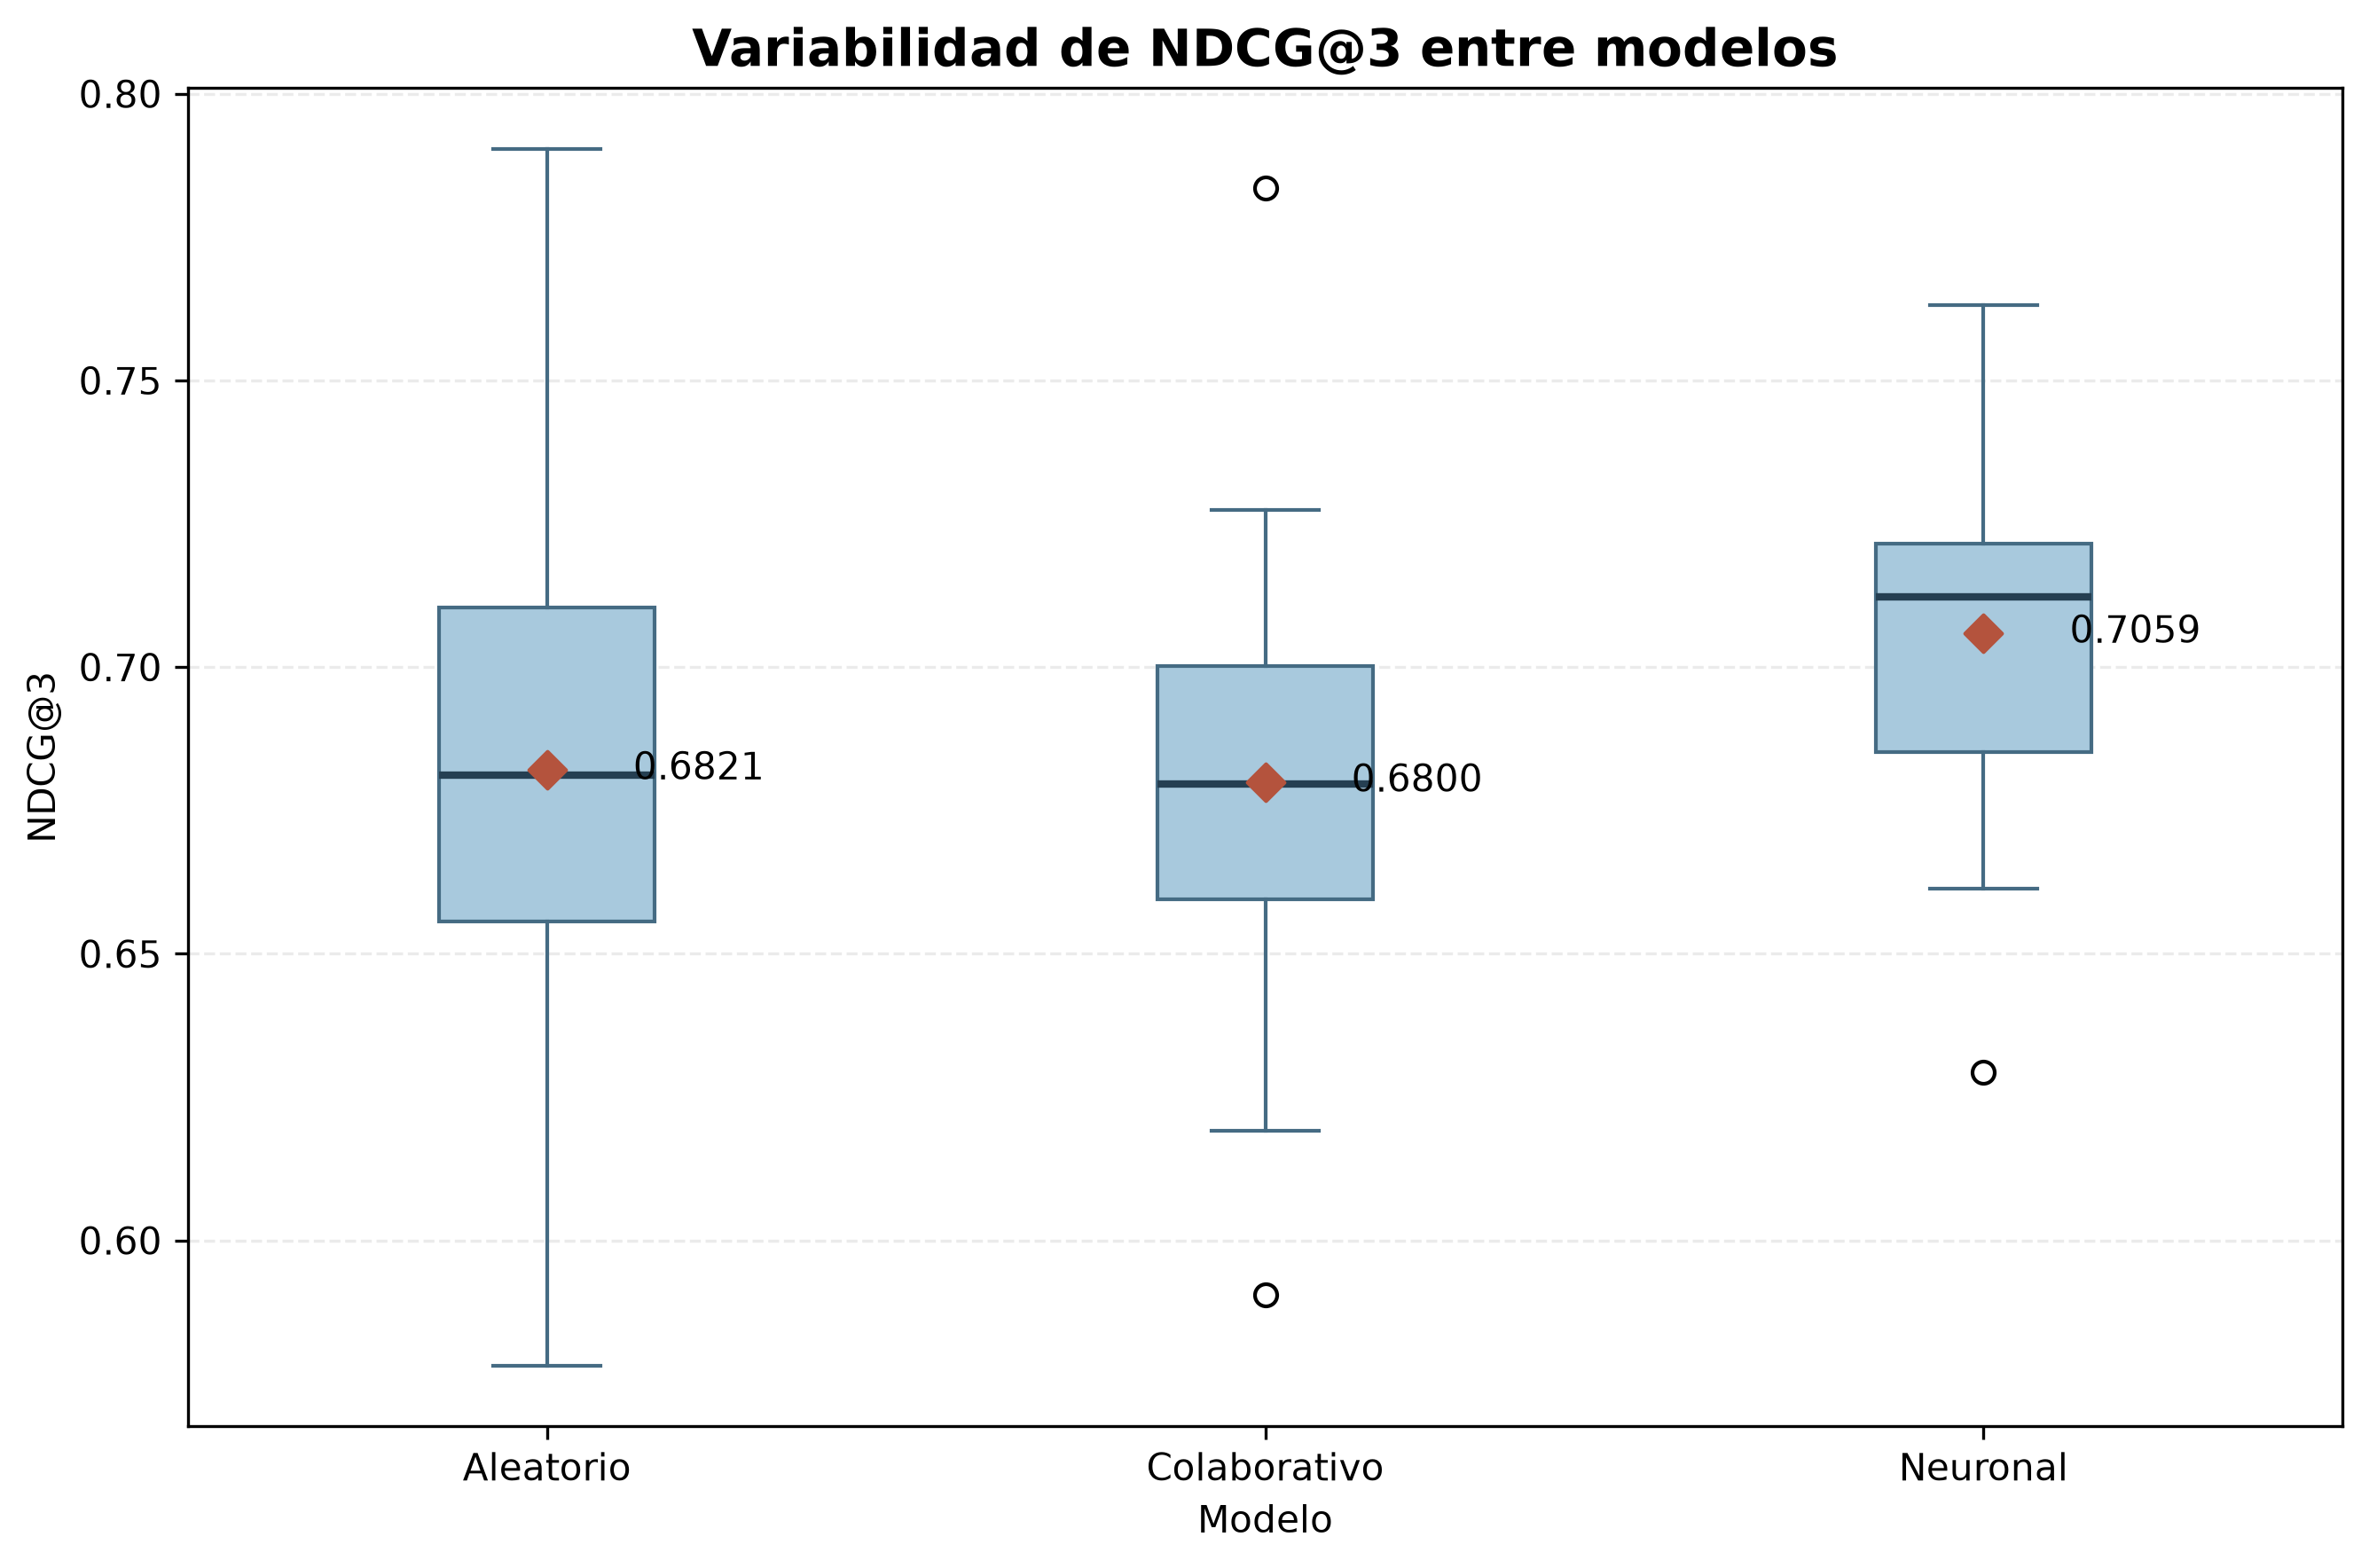 Variabilidad de NDCG@3 entre modelos
NDCG@3
0.80
0.75
0.70
0.65
0.60
0.6821
0.6800
0.7059
Aleatorio
Colaborativo
Neuronal
Modelo